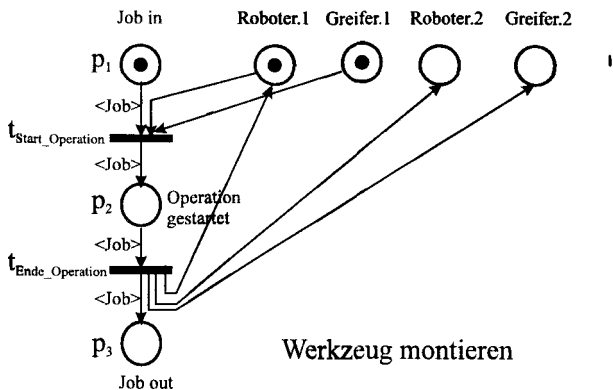 Job in Roboter.1 Greifer.1 Roboter.2 Greifer.2
p1
<Job>
tStart_Operation
<Job>
p2 Operation
gestartet
<Job>
tEnde_Operation
<Job>
p3
Werkzeug montieren
Job out